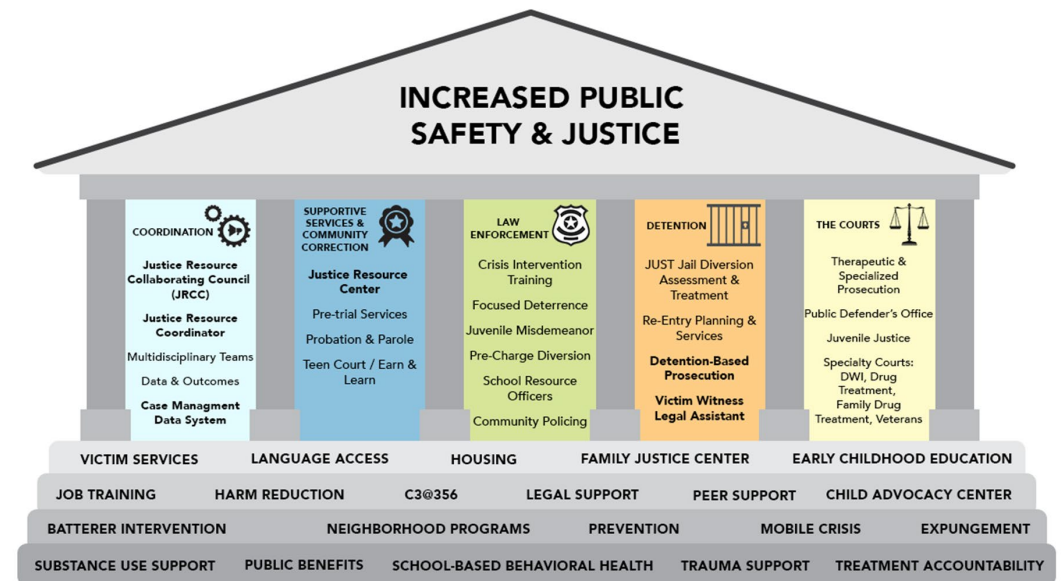 INCREASED PUBLIC
SAFETY & JUSTICE
COORDINATION
Justice Resource
Collaborating Council
(JRCC)
Justice Resource
Coordinator
Multidisciplinary Teams
Data & Outcomes
Case Managment
Data System
SUPPORTIVE
SERVICES &
COMMUNITY
CORRECTION
Justice Resource
Center
Pre-trial Services
Probation & Parole
Teen Court / Earn &
Learn
LAW
ENFORCEMENT
Crisis Intervention
Training
Focused Deterrence
Juvenile Misdemeanor
Pre-Charge Diversion
School Resource
Officers
Community Policing
DETENTION
JUST Jail Diversion
Assessment &
Treatment
Re-Entry Planning &
Services
Detention-Based
Prosecution
Victim Witness
Legal Assistant
THE COURTS
Therapeutic &
Specialized
Prosecution
Public Defender's Office
Juvenile Justice
Specialty Courts:
DWI, Drug
Treatment,
Family Drug
Treatment, Veterans
VICTIM SERVICES LANGUAGE ACCESS HOUSING FAMILY JUSTICE CENTER EARLY CHILDHOOD EDUCATION
JOB TRAINING HARM REDUCTION C3@356 LEGAL SUPPORT PEER SUPPORT CHILD ADVOCACY CENTER
BATTERER INTERVENTION NEIGHBORHOOD PROGRAMS PREVENTION MOBILE CRISIS EXPUNGEMENT
SUBSTANCE USE SUPPORT PUBLIC BENEFITS SCHOOL-BASED BEHAVIORAL HEALTH TRAUMA SUPPORT TREATMENT ACCOUNTABILITY